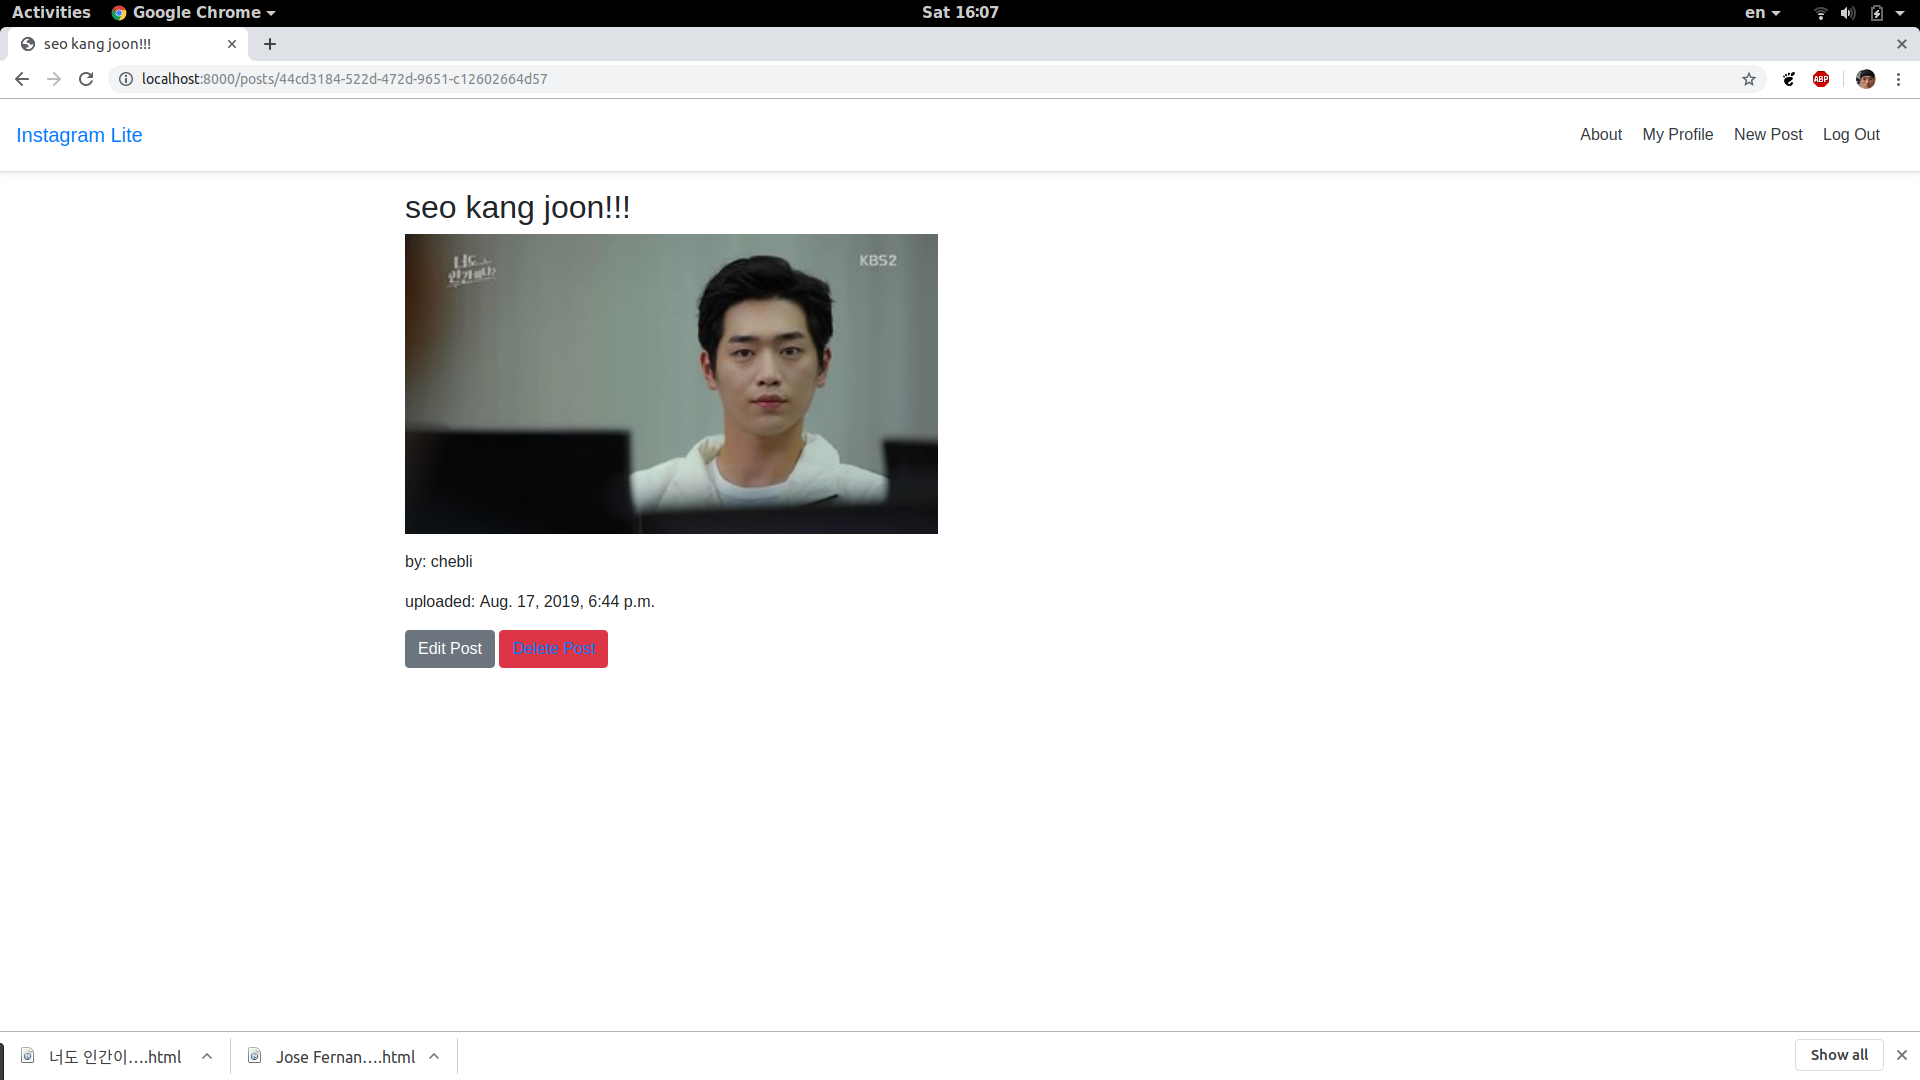 Activities Google Chrome Sat 16:07 en
seo kang joon!!!
localhost:8000/posts/44cd3184-522d-472d-9651-c12602664d57 ABP
Instagram Lite About My Profile New Post Log Out
seo kang joon!!!
너도 KBS2
인간이니?
by: chebli
uploaded: Aug. 17, 2019, 6:44 p.m.
Edit Post Delete Post
너도 인간이....html Jose Fernan....html Show all